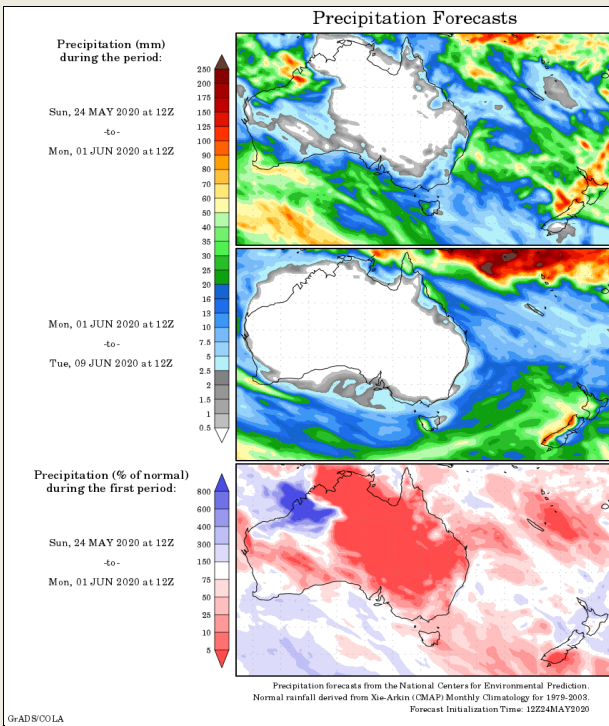 Precipitation Forecasts
Precipitation (mm)
during the period:
Sun, 24 MAY 2020 at 12Z
-to-
Mon, 01 JUN 2020 at 12Z
250
200
175
150
125
100
90
80
70
60
50
40
35
30
25
20
16
13
10
7.5
5
2.5
2
1.5
1
0.5
Mon, 01 JUN 2020 at 12Z
-to-
Tue, 09 JUN 2020 at 12Z
Precipitation (% of normal)
during the first period:
Sun, 24 MAY 2020 at 12Z
-to-
Mon, 01 JUN 2020 at 12Z
800
600
400
300
150
75
50
25
10
5
Precipitation forecasts from the National Centers for Environmental Prediction.
Normal rainfall derived from Xie-Arkin (CMAP) Monthly Climatology for 1979-2003.
Forecast Initialization Time: 12Z24MAY2020
GrADS/COLA